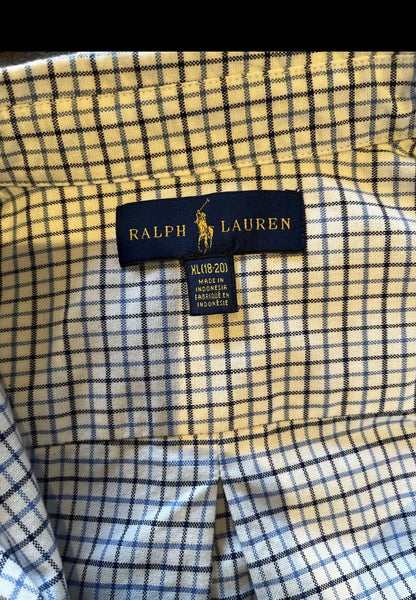 RALPH LAUREN
XL(18-20)
MADE IN
INDONESIA
FABRIQUÉ EN
INDONÉSIE